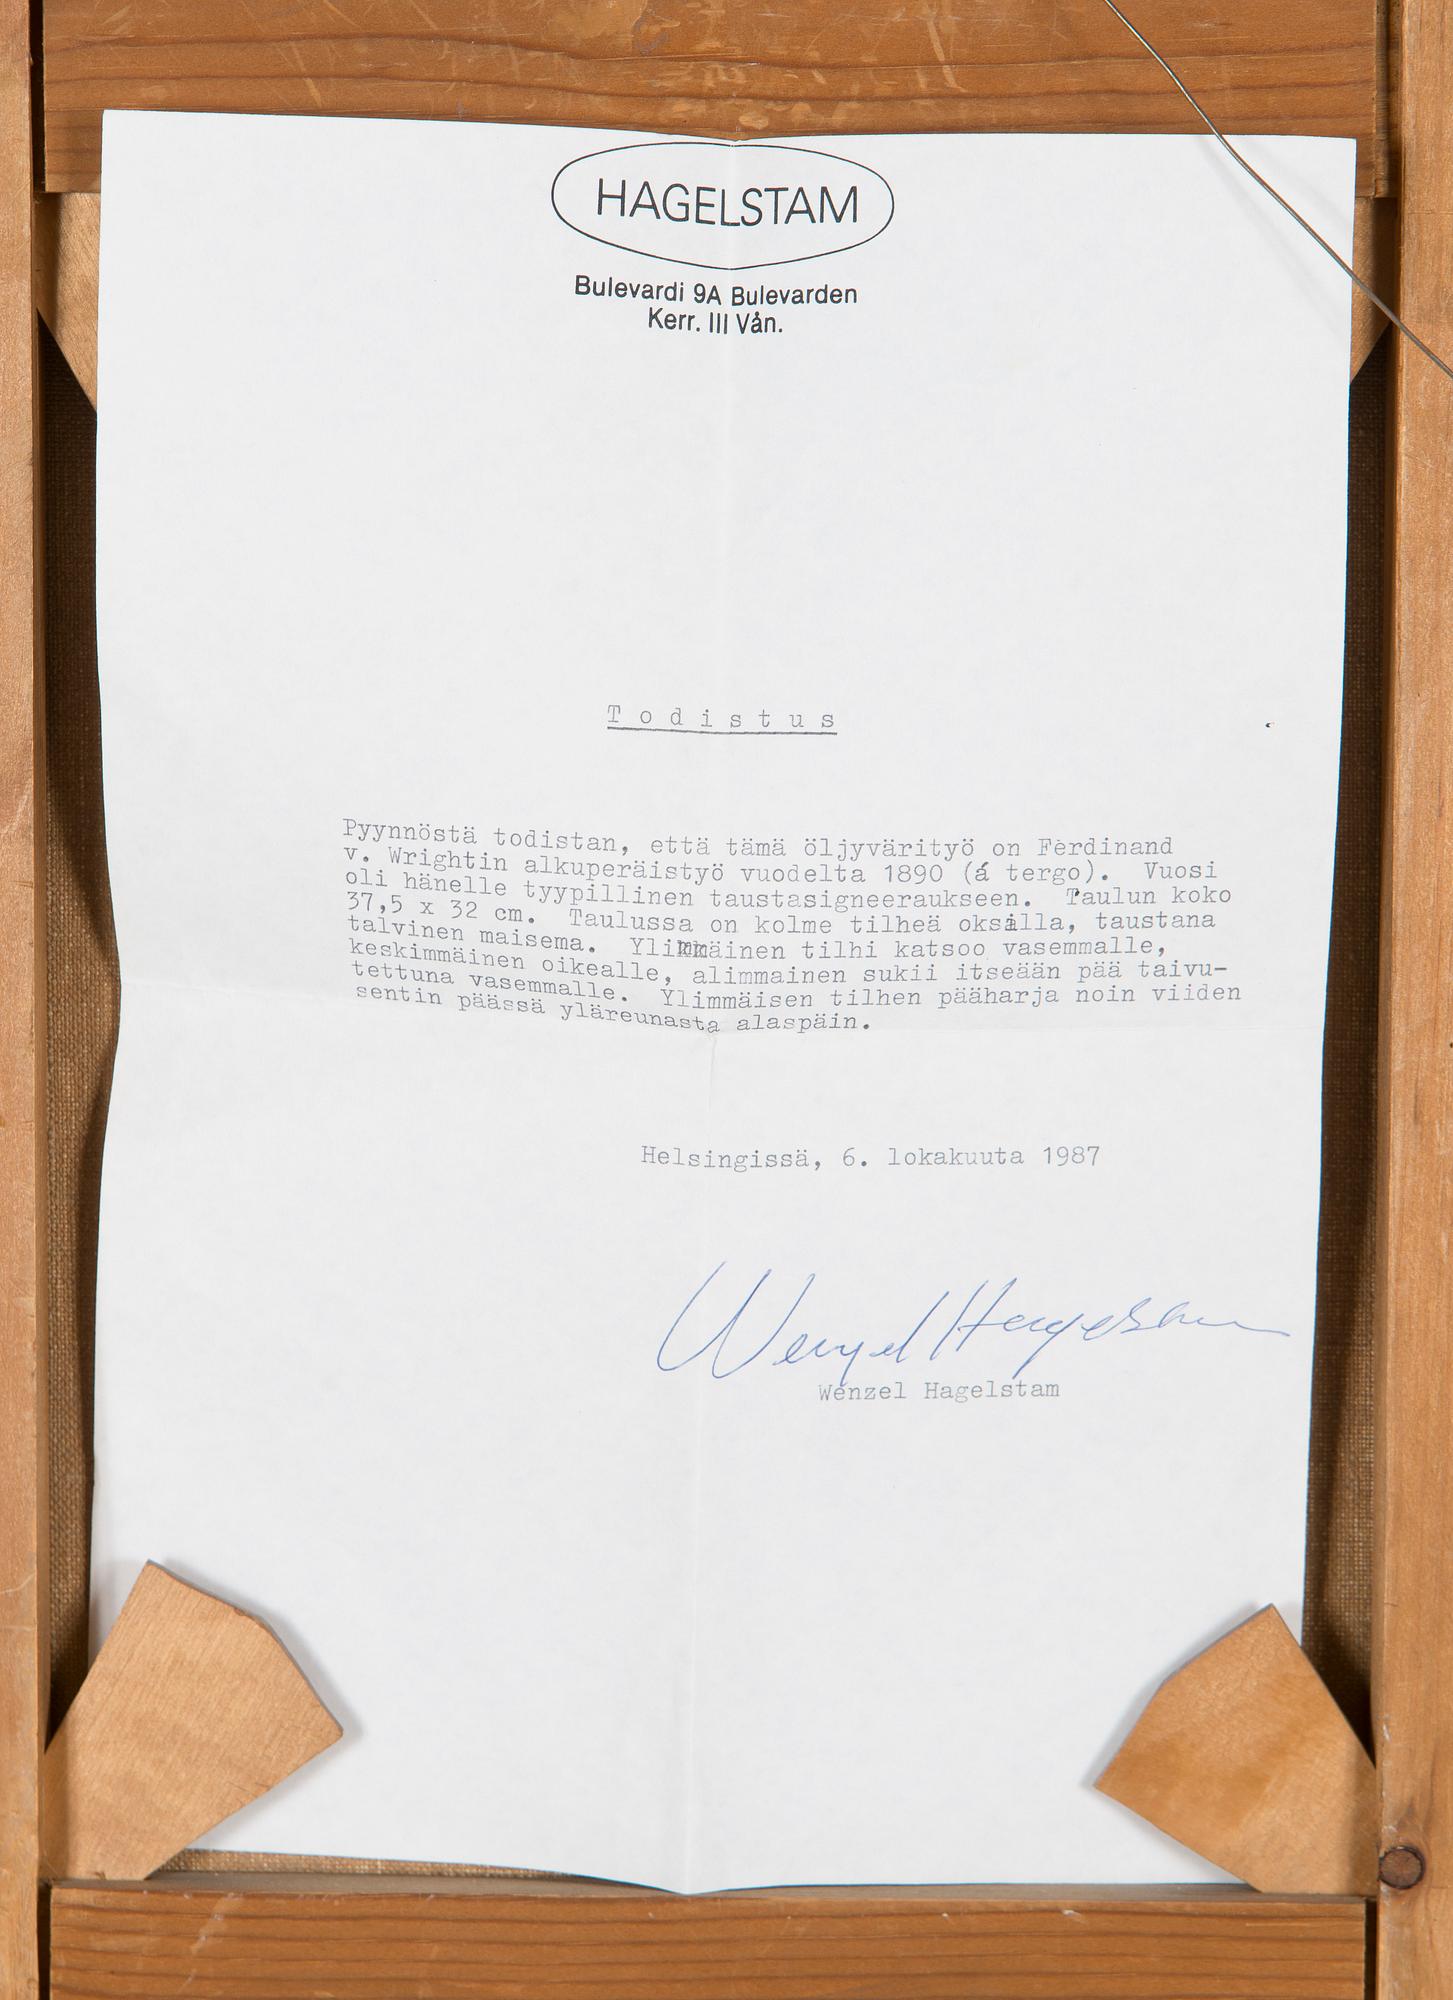 HAGELSTAM
Bulevardi 9A Bulevarden
Kerr. III Vån.
Todistus
Pyynnöstä todistan, että tämä öljyvärityö on Ferdinand
v. Wrightin alkuperäistyö vuodelta 1890 (á tergo). Vuosi
oli hänelle tyypillinen taustasigneeraukseen. Taulun koko
37,5 x 32 cm. Taulussa on kolme tilheä oksalla, taustana
talvinen maisema. Ylimmäinen tilhi katsoo vasemmalle,
keskimmäinen oikealle, alimmainen sukii itseään pää taivu-
tettuna vasemmalle. Ylimmäisen tilhen pääharja noin viiden
sentin päässä yläreunasta alaspäin.
Helsingissä, 6. lokakuuta 1987
Wenzel Hagelstam
Wenzel Hagelstam